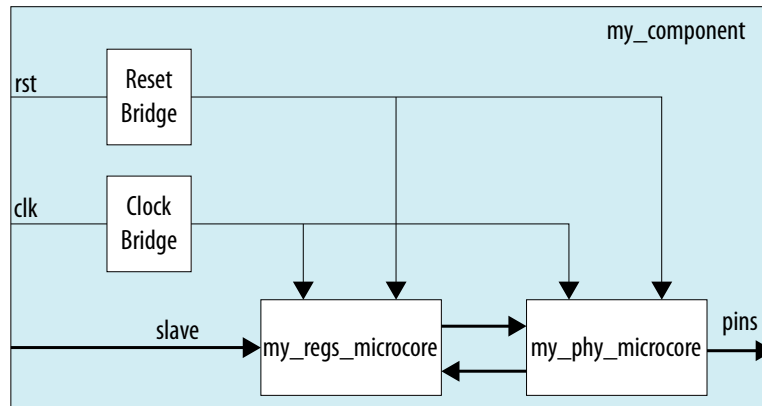 my_component
rst
Reset
Bridge
clk
Clock
Bridge
slave
my_regs_microcore
my_phy_microcore
pins